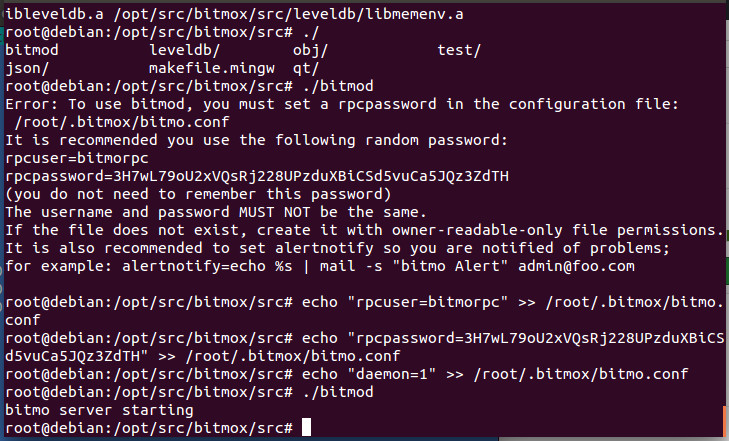 ibleveldb.a /opt/src/bitmox/src/leveldb/libmemenv.a
root@debian:/opt/src/bitmox/src# ./
bitmod leveldb/ obj/ test/
json/ makefile.mingw qt/
root@debian:/opt/src/bitmox/src# ./bitmod
Error: To use bitmod, you must set a rpcpassword in the configuration file:
/root/.bitmox/bitmo.conf
It is recommended you use the following random password:
rpcuser=bitmorpc
rpcpassword=3H7wL79oU2xVQsRj228UPzduXBiCSd5vuCa5JQz3ZdTH
(you do not need to remember this password)
The username and password MUST NOT be the same.
If the file does not exist, create it with owner-readable-only file permissions.
It is also recommended to set alertnotify so you are notified of problems;
for example: alertnotify=echo %s | mail -s "bitmo Alert" admin@foo.com
root@debian:/opt/src/bitmox/src# echo "rpcuser=bitmorpc" >> /root/.bitmox/bitmo.
conf
root@debian:/opt/src/bitmox/src# echo "rpcpassword=3H7wL79oU2xVQsRj228UPzduXBiCS
d5vuCa5JQz3ZdTH" >> /root/.bitmox/bitmo.conf
root@debian:/opt/src/bitmox/src# echo "daemon=1" >> /root/.bitmox/bitmo.conf
root@debian:/opt/src/bitmox/src# ./bitmod
bitmo server starting
root@debian:/opt/src/bitmox/src#